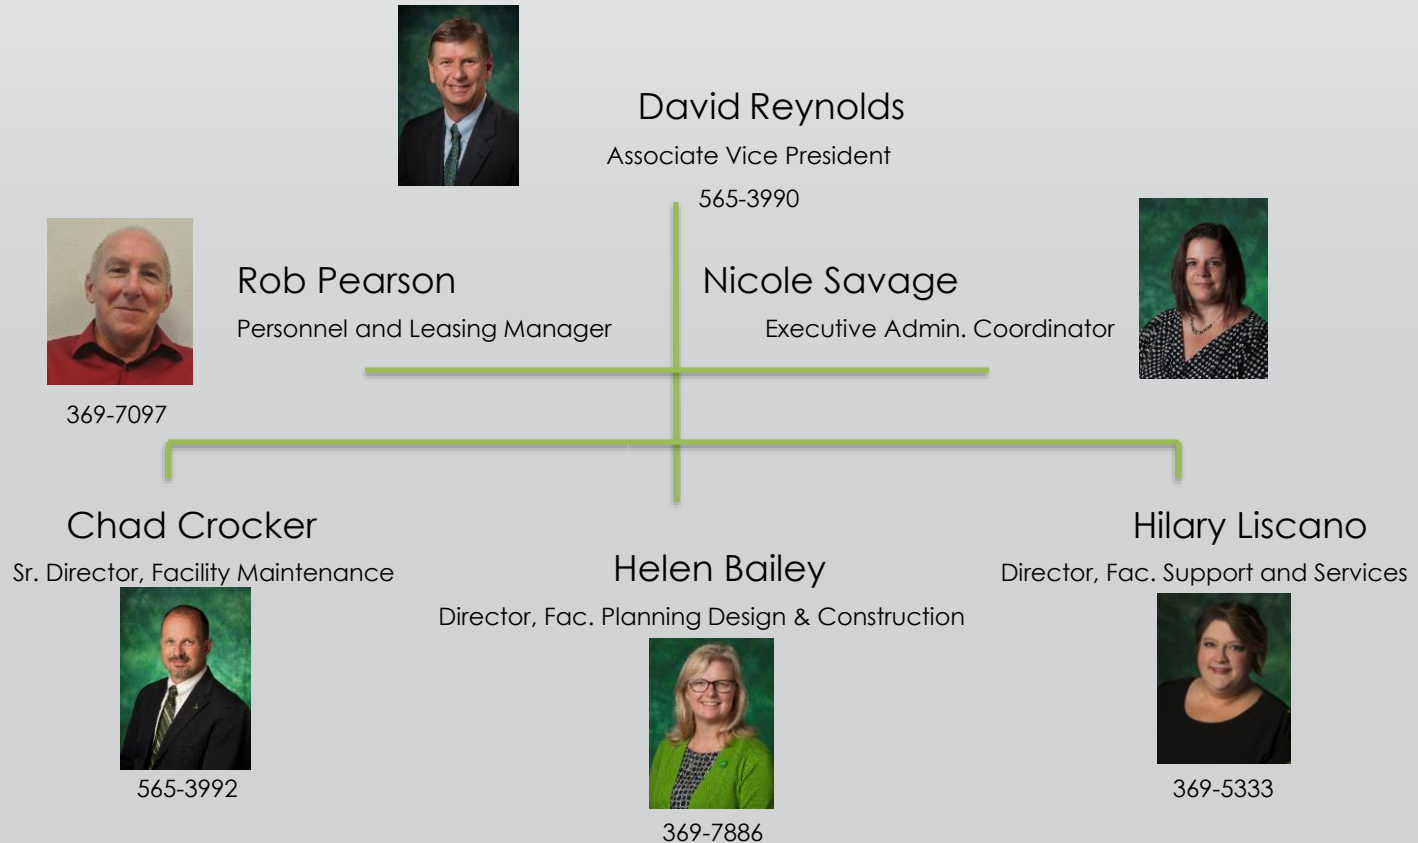 David Reynolds
Associate Vice President
565-3990
Rob Pearson
Personnel and Leasing Manager
369-7097
Nicole Savage
Executive Admin. Coordinator
Chad Crocker
Sr. Director, Facility Maintenance
565-3992
Helen Bailey
Director, Fac. Planning Design & Construction
369-7886
Hilary Liscano
Director, Fac. Support and Services
369-5333